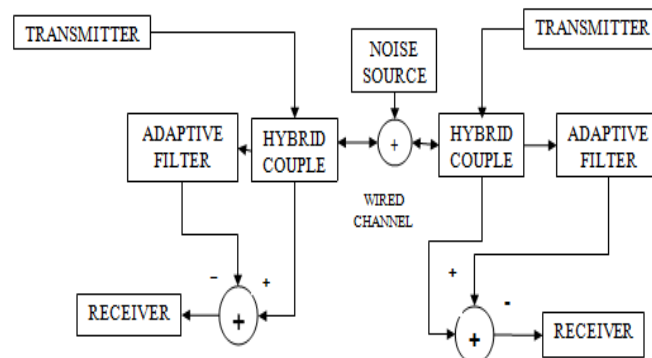 TRANSMITTER
TRANSMITTER
NOISE
SOURCE
ADAPTIVE
FILTER
HYBRID
COUPLE
+
HYBRID
COUPLE
ADAPTIVE
FILTER
WIRED
CHANNEL
−
+
+
-
RECEIVER
+
+
RECEIVER